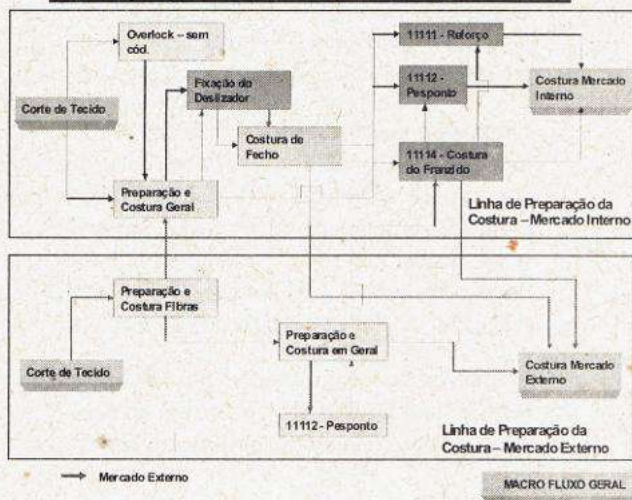 Overlock – sem
cód.
Corte de Tecido
Fixação do
Deslizador
Costura de
Fecho
Preparação e
Costura Geral
11111 - Reforço
11112 -
Pesponto
11114 - Costura
do Franzido
Costura Mercado
Interno
Linha de Preparação da
Costura – Mercado Interno
Preparação e
Costura Fibras
Corte de Tecido
Preparação e
Costura em Geral
11112 - Pesponto
Costura Mercado
Externo
Linha de Preparação da
Costura – Mercado Externo
Mercado Externo
MACRO FLUXO GERAL